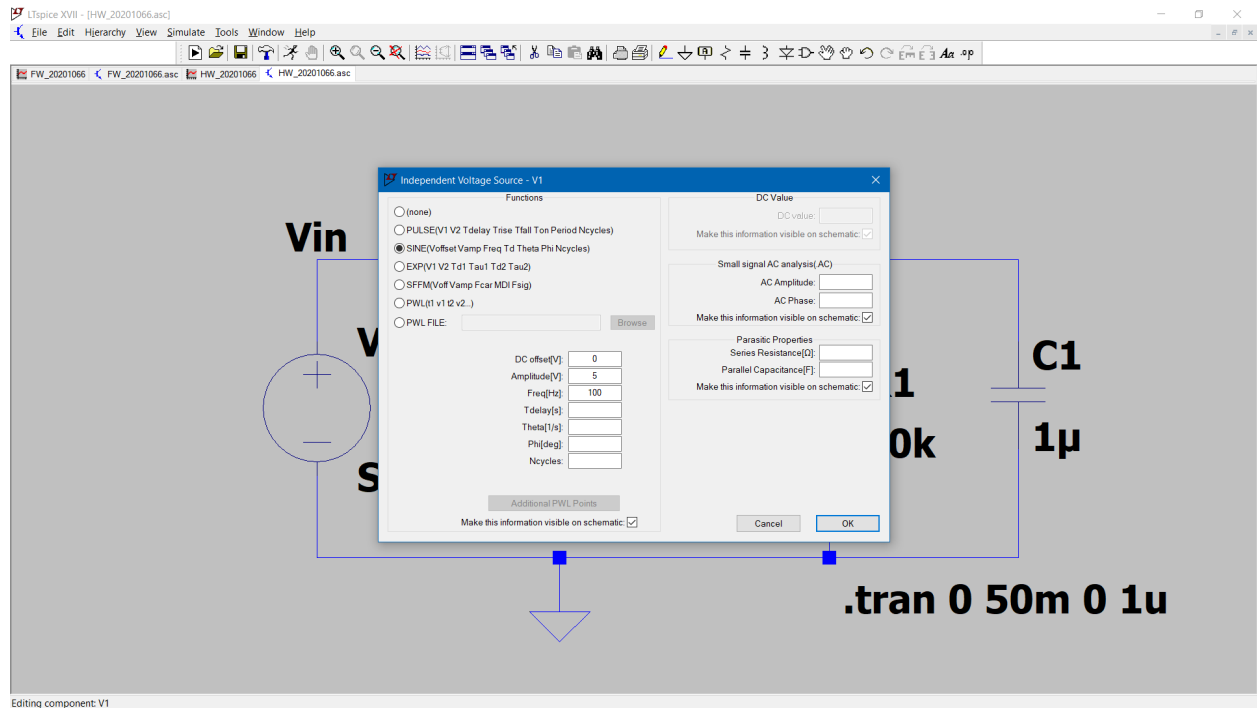 LTspice XVII - [HW_20201066.asc]
File Edit Hierarchy View Simulate Tools Window Help
FW_20201066 FW_20201066.asc HW_20201066 HW_20201066.asc
Independent Voltage Source - V1
Functions
(none)
PULSE(V1 V2 Tdelay Trise Tfall Ton Period Ncycles)
SINE(Voffset Vamp Freq Td Theta Phi Ncycles)
EXP(V1 V2 Td1 Tau1 Td2 Tau2)
SFFM(Voff Vamp Fcar MDI Fsig)
PWL(t1 v1 t2 v2...)
PWL FILE: Browse
DC offset[V]: 0
Amplitude[V]: 5
Freq[Hz]: 100
Tdelay[s]:
Theta[1/s]:
Phi[deg]:
Ncycles:
Additional PWL Points
Make this information visible on schematic:
DC Value
DC value:
Make this information visible on schematic:
Small signal AC analysis(.AC)
AC Amplitude:
AC Phase:
Make this information visible on schematic:
Parasitic Properties
Series Resistance[Ω]:
Parallel Capacitance[F]:
Make this information visible on schematic:
Cancel OK
Vin
V
S
1
0k
C1
1µ
.tran 0 50m 0 1u
Editing component: V1